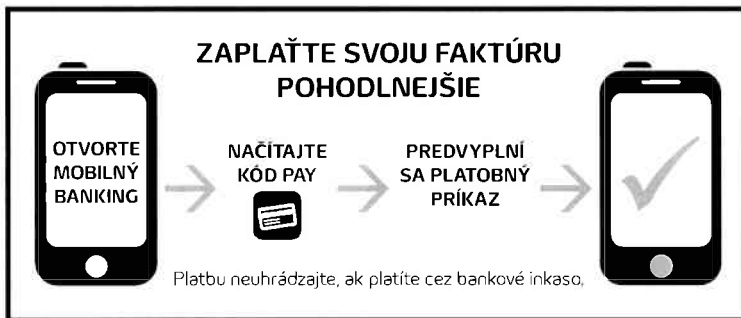 ZAPLAŤTE SVOJU FAKTÚRU
POHODLNEJŠIE
OTVORTE
MOBILNÝ
BANKING
NAČÍTAJTE
KÓD PAY
PREDVYPLNÍ
SA PLATOBNÝ
PRÍKAZ
Platbu neuhrádzajte, ak platíte cez bankové inkaso.